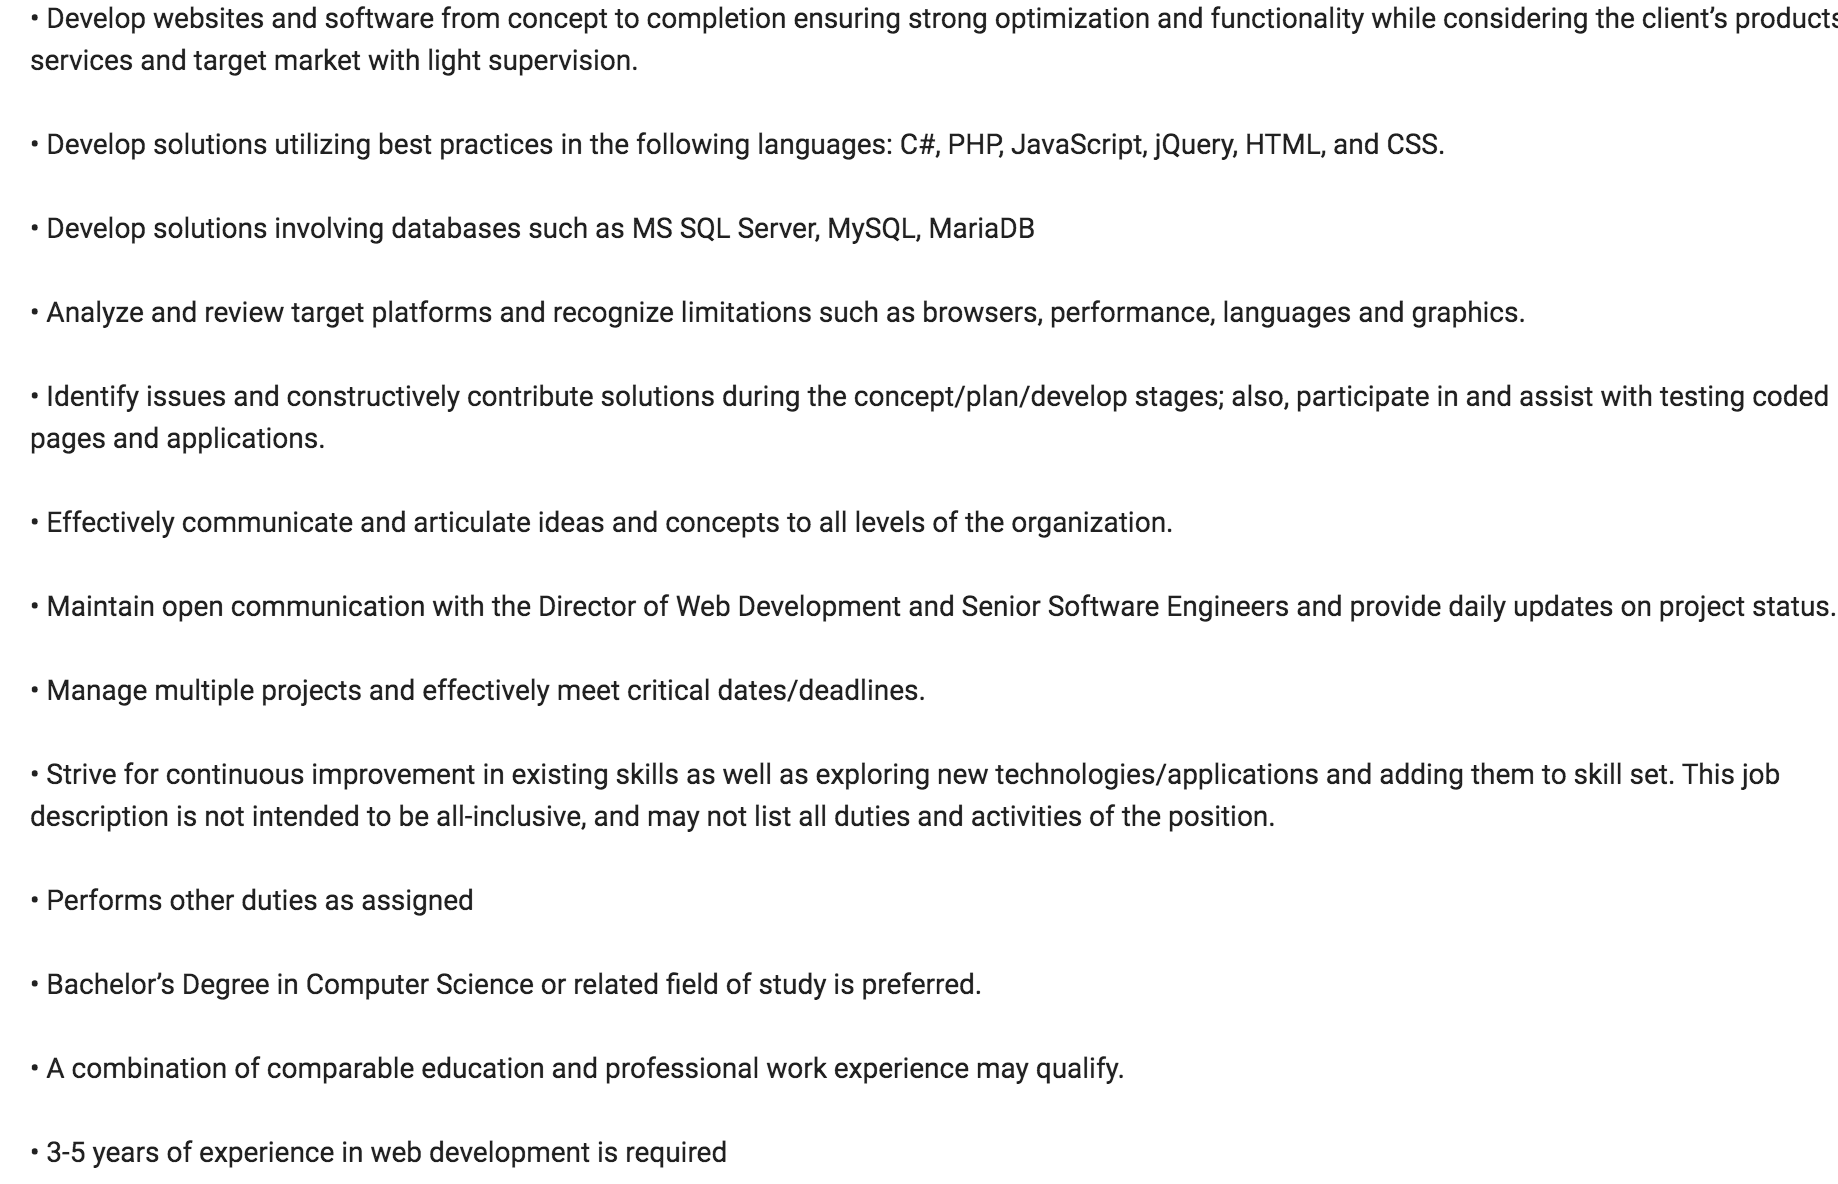 • Develop websites and software from concept to completion ensuring strong optimization and functionality while considering the client’s products
services and target market with light supervision.
• Develop solutions utilizing best practices in the following languages: C#, PHP, JavaScript, jQuery, HTML, and CSS.
• Develop solutions involving databases such as MS SQL Server, MySQL, MariaDB
• Analyze and review target platforms and recognize limitations such as browsers, performance, languages and graphics.
• Identify issues and constructively contribute solutions during the concept/plan/develop stages; also, participate in and assist with testing coded
pages and applications.
• Effectively communicate and articulate ideas and concepts to all levels of the organization.
• Maintain open communication with the Director of Web Development and Senior Software Engineers and provide daily updates on project status.
• Manage multiple projects and effectively meet critical dates/deadlines.
• Strive for continuous improvement in existing skills as well as exploring new technologies/applications and adding them to skill set. This job
description is not intended to be all-inclusive, and may not list all duties and activities of the position.
• Performs other duties as assigned
• Bachelor’s Degree in Computer Science or related field of study is preferred.
• A combination of comparable education and professional work experience may qualify.
• 3-5 years of experience in web development is required